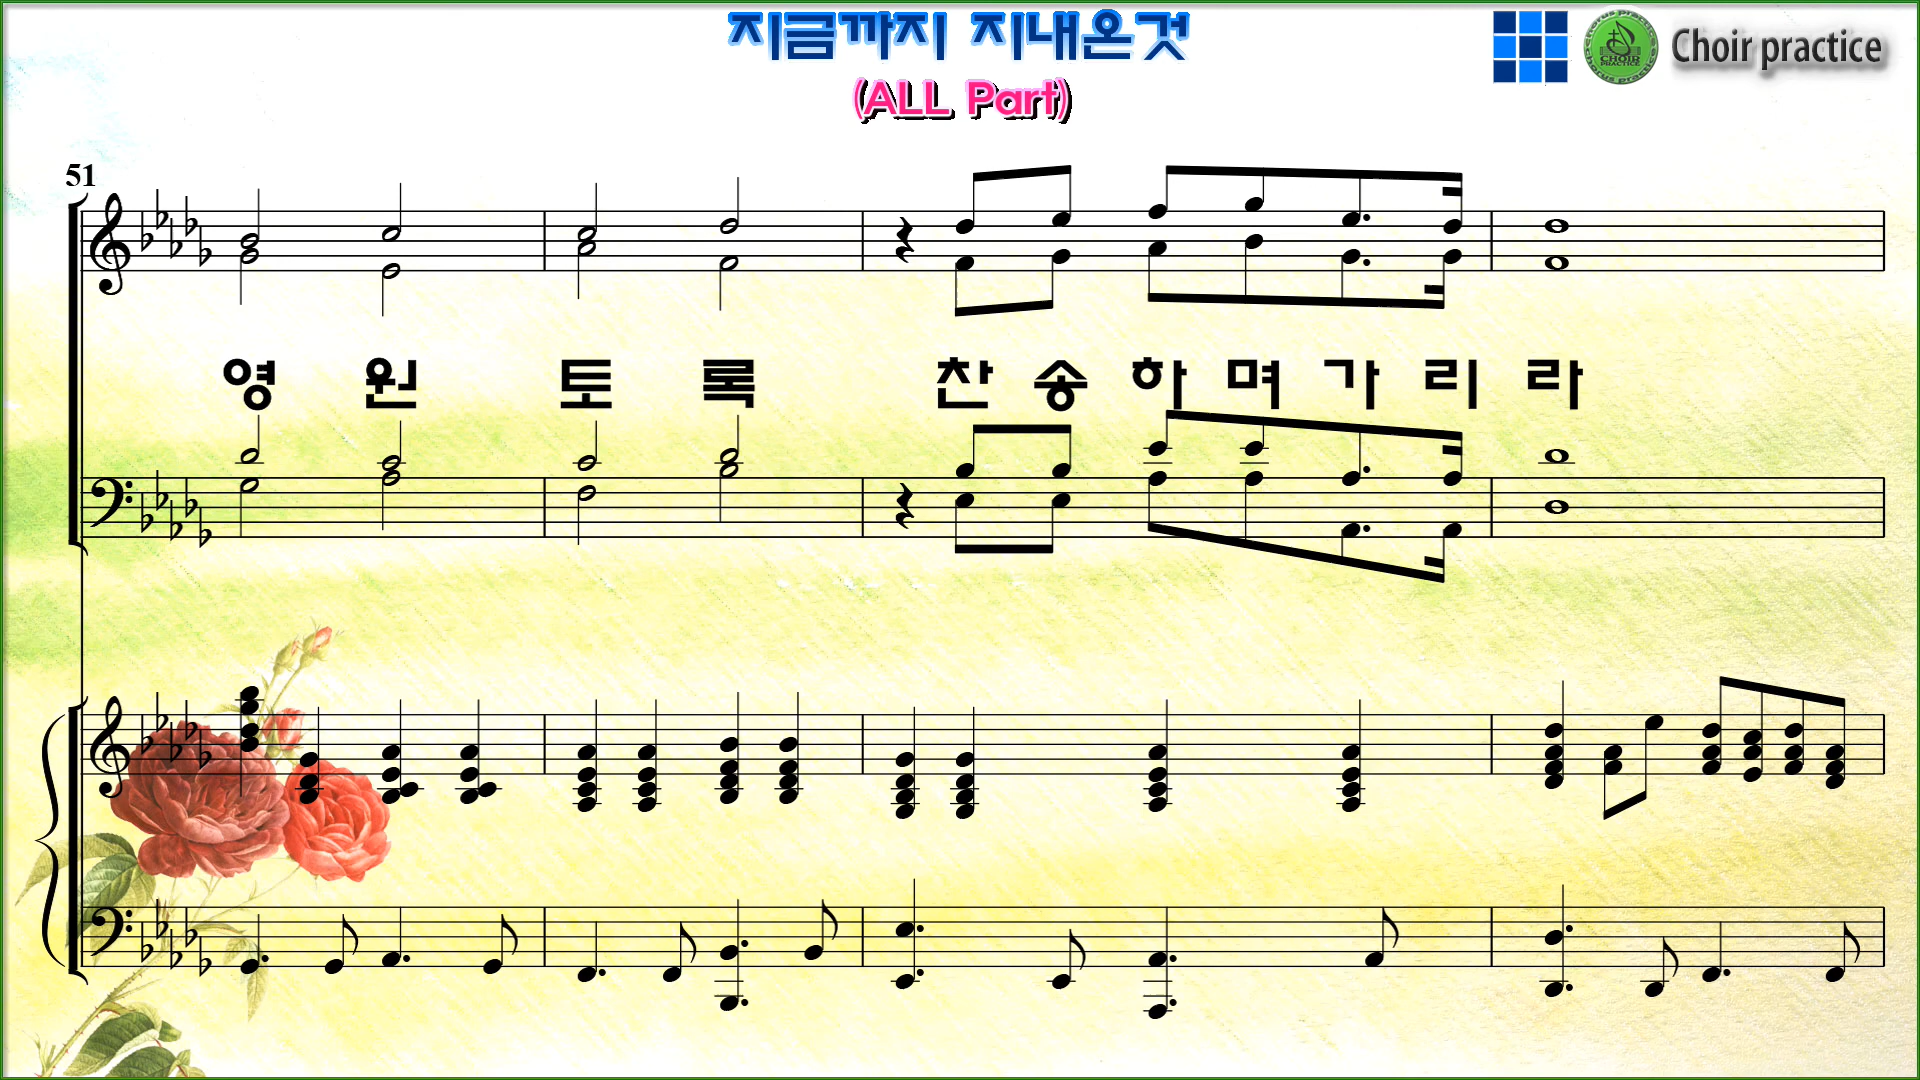 지금까지 지내온것
Choir practice
(ALL Part)
51
영 원 토 록 찬 송 하 며 가 리 라